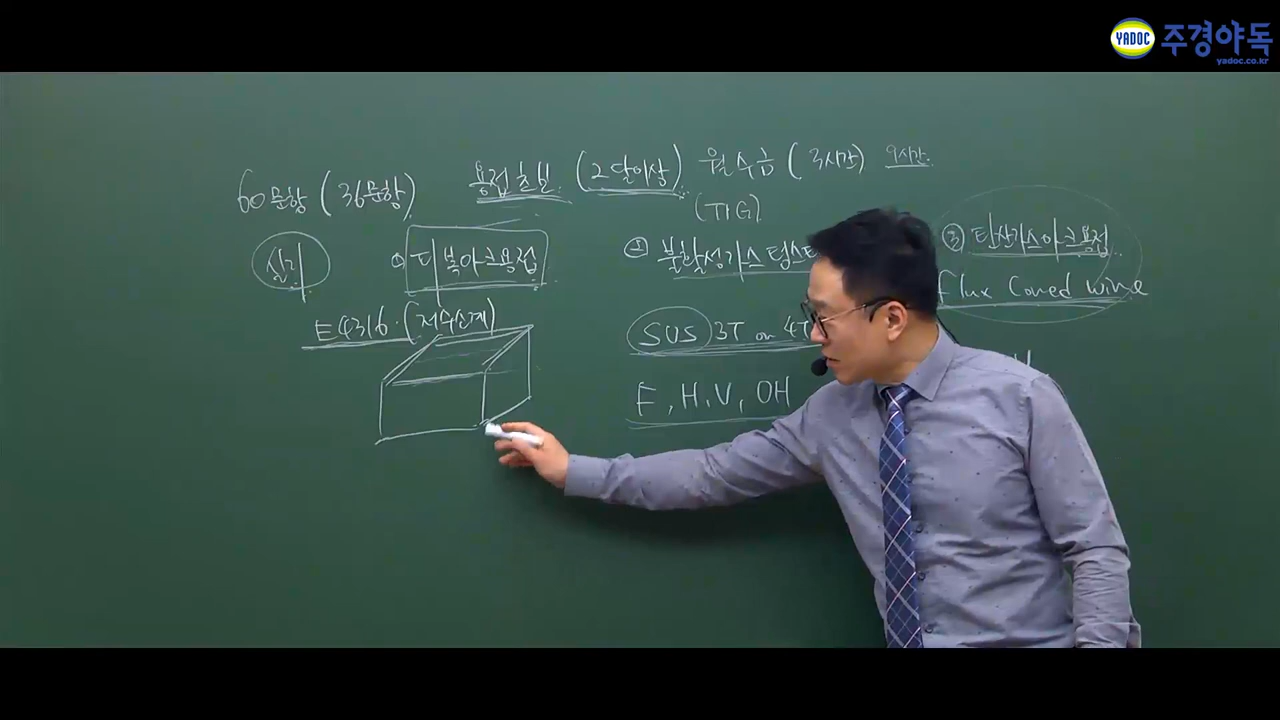 YADOC 주경야독
yadoc.co.kr
60문항 (36문항) 용접초보 (2달이상) 월수금 (3시간) 9시간.
(TIG)
실기 ① 피복아크용접 ② 불활성가스텅스 ③ 탄산가스아크용접
flux Cored wire
E4316. (저수소계) SUS 3T or 4T
F, H, V, OH H